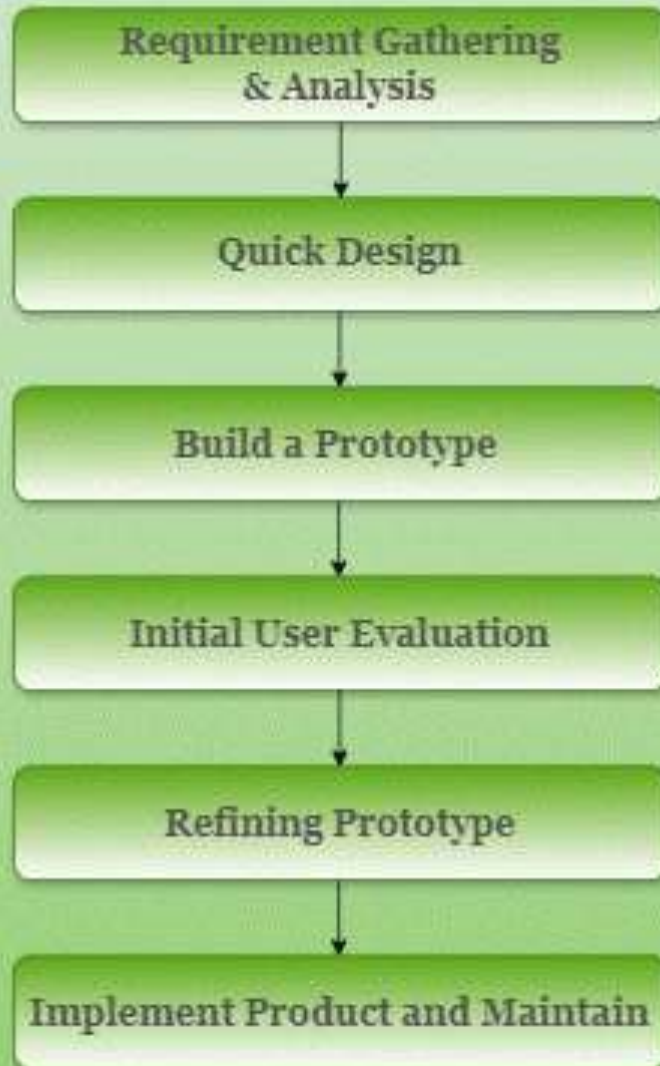 Requirement Gathering
& Analysis
Quick Design
Build a Prototype
Initial User Evaluation
Refining Prototype
Implement Product and Maintain